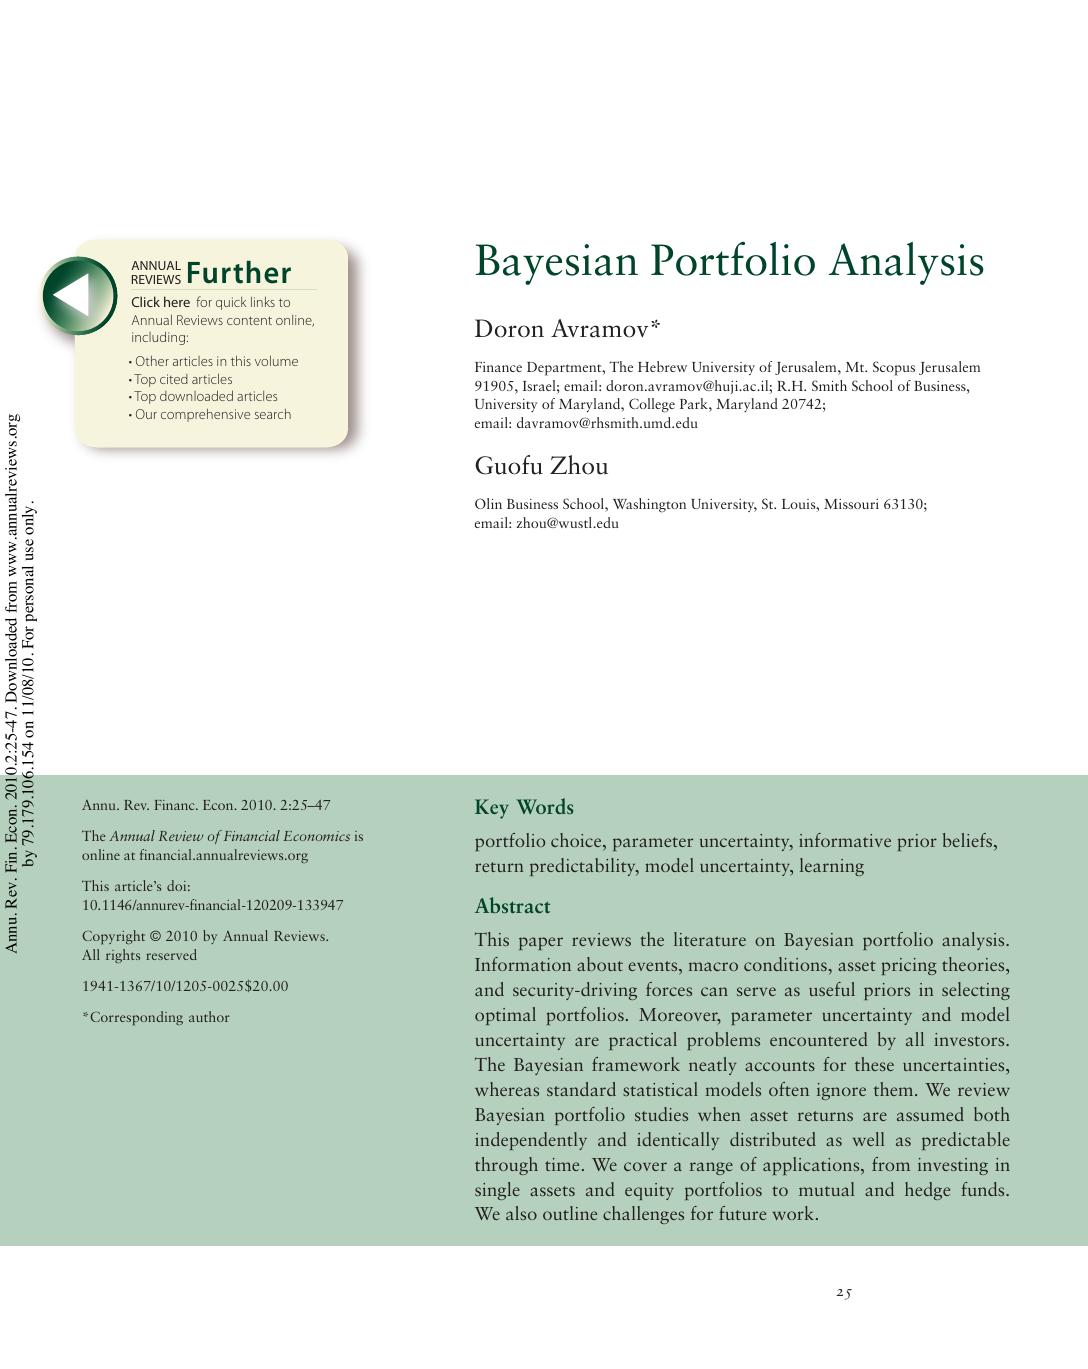 Bayesian Portfolio Analysis
Doron Avramov*
Finance Department, The Hebrew University of Jerusalem, Mt. Scopus Jerusalem
91905, Israel; email: doron.avramov@huji.ac.il; R.H. Smith School of Business,
University of Maryland, College Park, Maryland 20742;
email: davramov@rhsmith.umd.edu
Guofu Zhou
Olin Business School, Washington University, St. Louis, Missouri 63130;
email: zhou@wustl.edu
ANNUAL
REVIEWS Further
Click here for quick links to
Annual Reviews content online,
including:
• Other articles in this volume
• Top cited articles
• Top downloaded articles
• Our comprehensive search
Annu. Rev. Fin. Econ. 2010.2:25-47. Downloaded from www.annualreviews.org
by 79.179.106.154 on 11/08/10. For personal use only.
Annu. Rev. Financ. Econ. 2010. 2:25–47
The Annual Review of Financial Economics is
online at financial.annualreviews.org
This article's doi:
10.1146/annurev-financial-120209-133947
Copyright © 2010 by Annual Reviews.
All rights reserved
1941-1367/10/1205-0025$20.00
*Corresponding author
Key Words
portfolio choice, parameter uncertainty, informative prior beliefs,
return predictability, model uncertainty, learning
Abstract
This paper reviews the literature on Bayesian portfolio analysis.
Information about events, macro conditions, asset pricing theories,
and security-driving forces can serve as useful priors in selecting
optimal portfolios. Moreover, parameter uncertainty and model
uncertainty are practical problems encountered by all investors.
The Bayesian framework neatly accounts for these uncertainties,
whereas standard statistical models often ignore them. We review
Bayesian portfolio studies when asset returns are assumed both
independently and identically distributed as well as predictable
through time. We cover a range of applications, from investing in
single assets and equity portfolios to mutual and hedge funds.
We also outline challenges for future work.
25